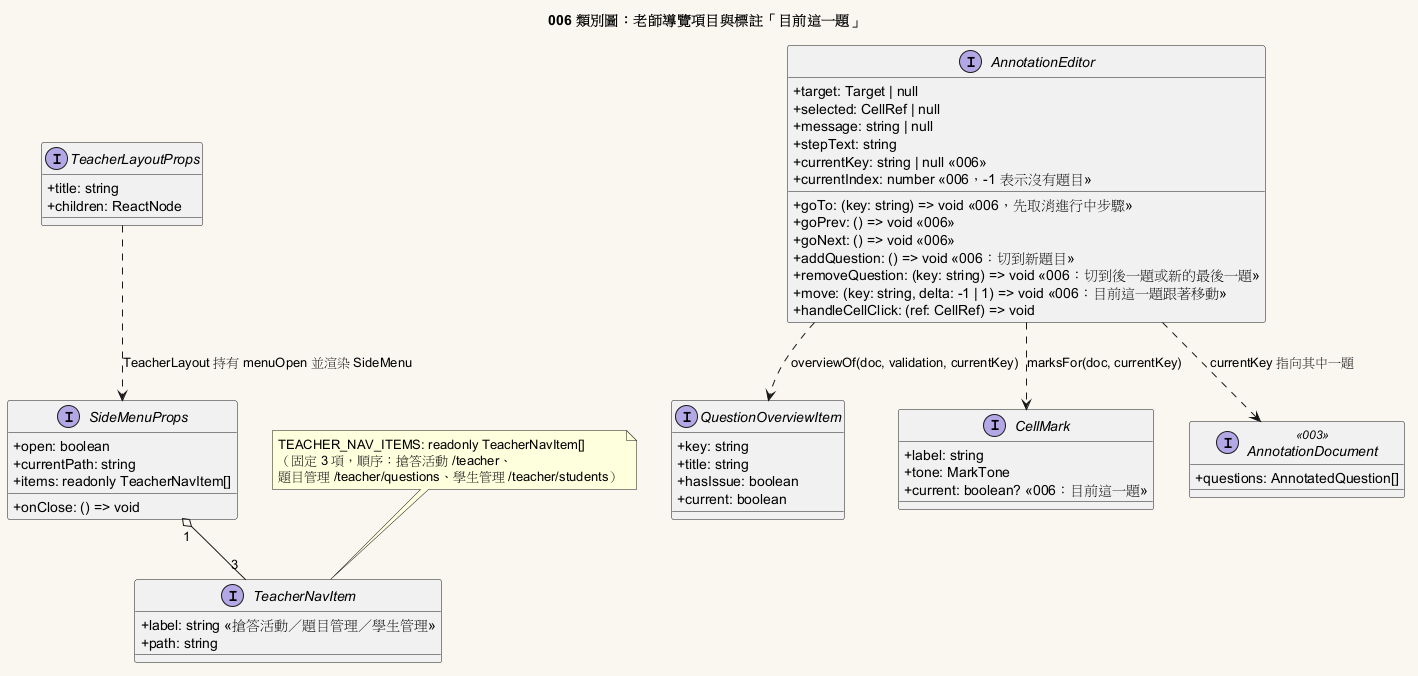 006 類別圖：老師導覽項目與標註「目前這一題」
I AnnotationEditor
+target: Target | null
+selected: CellRef | null
+message: string | null
+stepText: string
+currentKey: string | null «006»
+currentIndex: number «006，-1 表示沒有題目»
+goTo: (key: string) => void «006，先取消進行中步驟»
+goPrev: () => void «006»
+goNext: () => void «006»
+addQuestion: () => void «006：切到新題目»
+removeQuestion: (key: string) => void «006：切到後一題或新的最後一題»
+move: (key: string, delta: -1 | 1) => void «006：目前這一題跟著移動»
+handleCellClick: (ref: CellRef) => void
I TeacherLayoutProps
+title: string
+children: ReactNode
TeacherLayout 持有 menuOpen 並渲染 SideMenu
overviewOf(doc, validation, currentKey)
marksFor(doc, currentKey)
currentKey 指向其中一題
I SideMenuProps
+open: boolean
+currentPath: string
+items: readonly TeacherNavItem[]
+onClose: () => void
TEACHER_NAV_ITEMS: readonly TeacherNavItem[]
（固定 3 項，順序：搶答活動 /teacher、
題目管理 /teacher/questions、學生管理 /teacher/students）
I QuestionOverviewItem
+key: string
+title: string
+hasIssue: boolean
+current: boolean
I CellMark
+label: string
+tone: MarkTone
+current: boolean? «006：目前這一題»
«003»
I AnnotationDocument
+questions: AnnotatedQuestion[]
1
3
I TeacherNavItem
+label: string «搶答活動／題目管理／學生管理»
+path: string